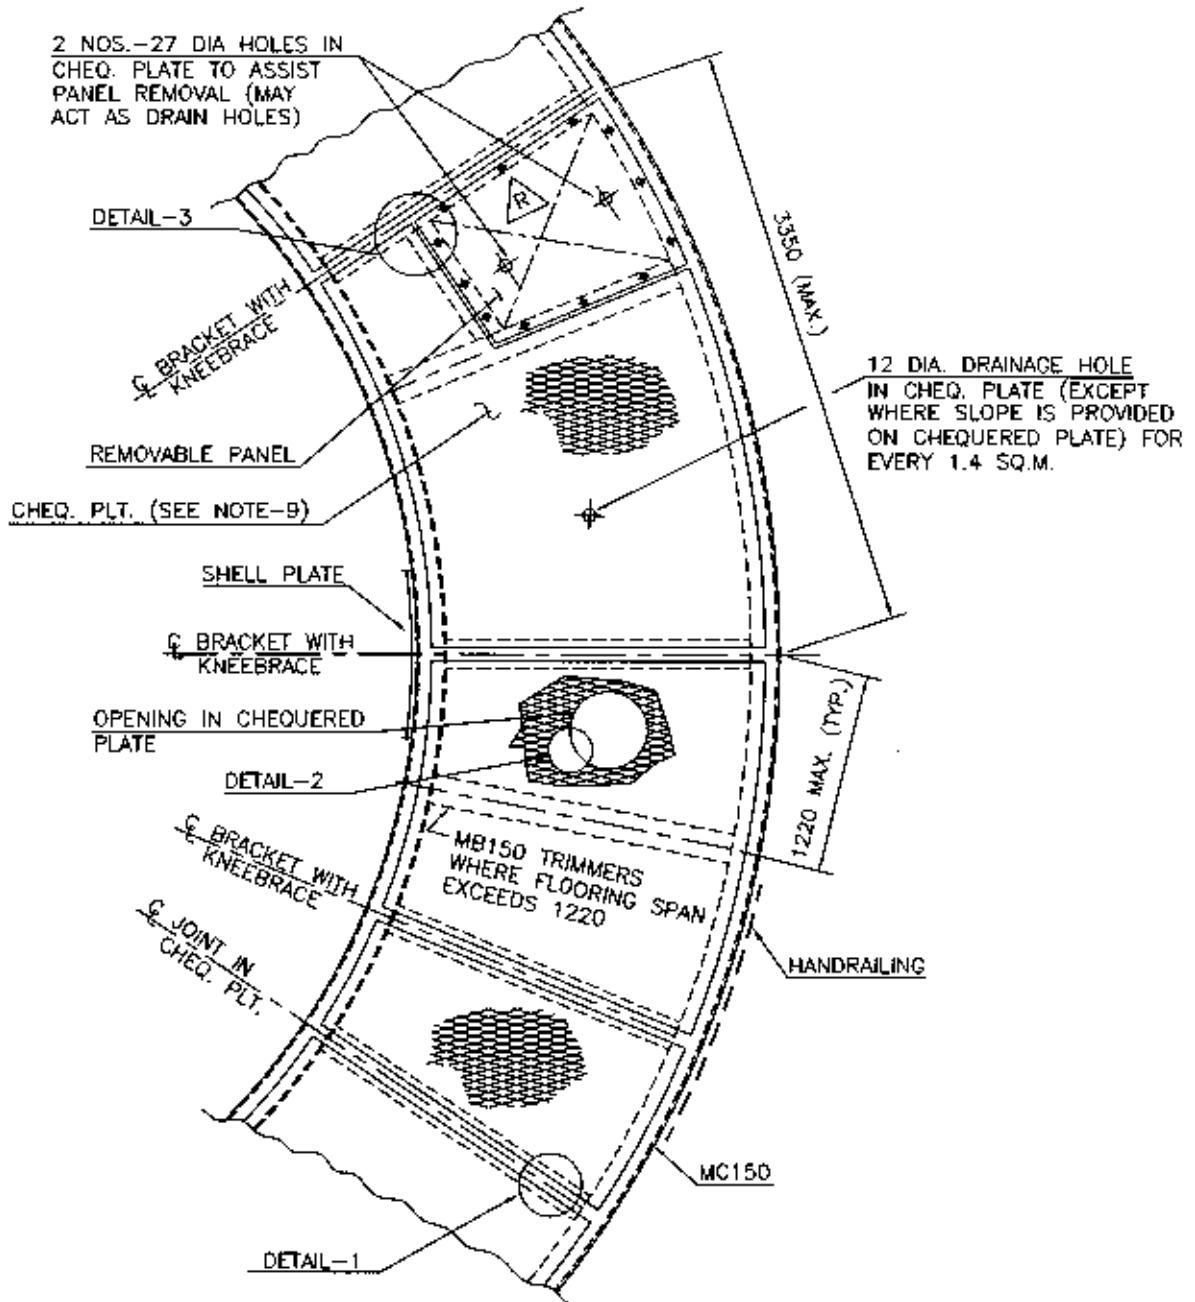 2 NOS.-27 DIA HOLES IN
CHEQ. PLATE TO ASSIST
PANEL REMOVAL (MAY
ACT AS DRAIN HOLES)
DETAIL-3
R
3350 (MAX.)
℄ BRACKET WITH
KNEEBRACE
12 DIA. DRAINAGE HOLE
IN CHEQ. PLATE (EXCEPT
WHERE SLOPE IS PROVIDED
ON CHEQUERED PLATE) FOR
EVERY 1.4 SQ.M.
REMOVABLE PANEL
CHEQ. PLT. (SEE NOTE-9)
SHELL PLATE
℄ BRACKET WITH
KNEEBRACE
OPENING IN CHEQUERED
PLATE
1220 MAX. (TYP.)
DETAIL-2
℄ BRACKET WITH
KNEEBRACE
MB150 TRIMMERS
WHERE FLOORING SPAN
EXCEEDS 1220
℄ JOINT IN
CHEQ. PLT.
HANDRAILING
MC150
DETAIL-1